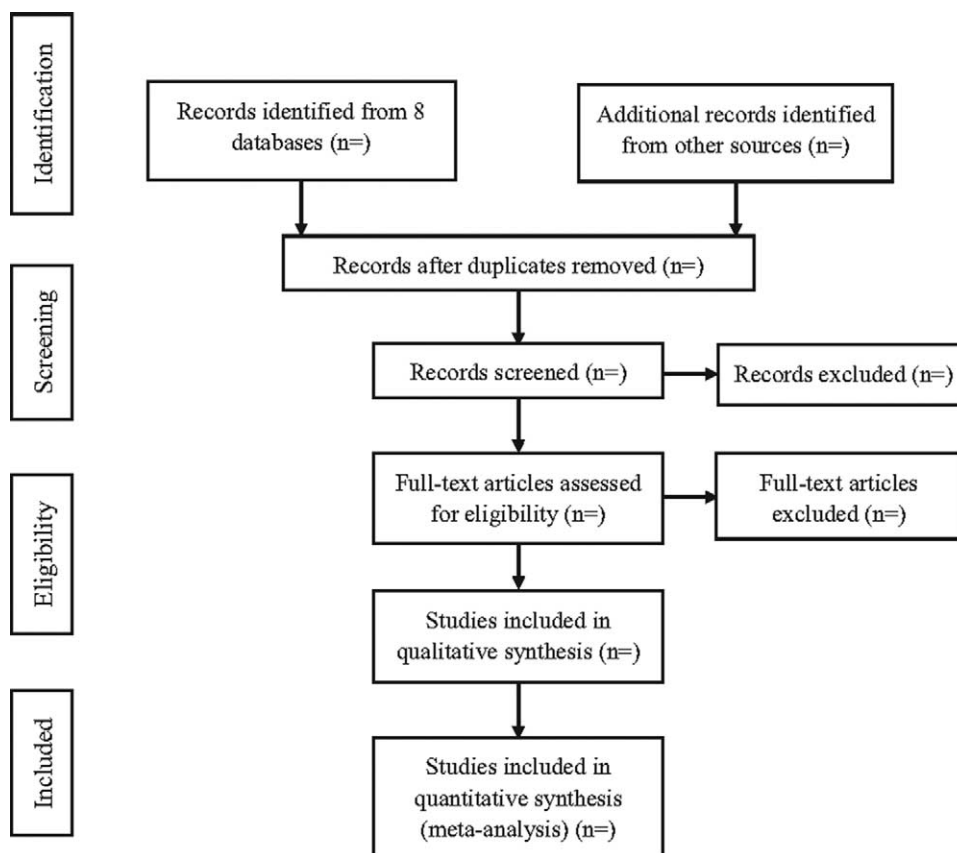 Identification
Records identified from 8
databases (n=)
Additional records identified
from other sources (n=)
Records after duplicates removed (n=)
Screening
Records screened (n=)
Records excluded (n=)
Eligibility
Full-text articles assessed
for eligibility (n=)
Full-text articles
excluded (n=)
Studies included in
qualitative synthesis (n=)
Included
Studies included in
quantitative synthesis
(meta-analysis) (n=)